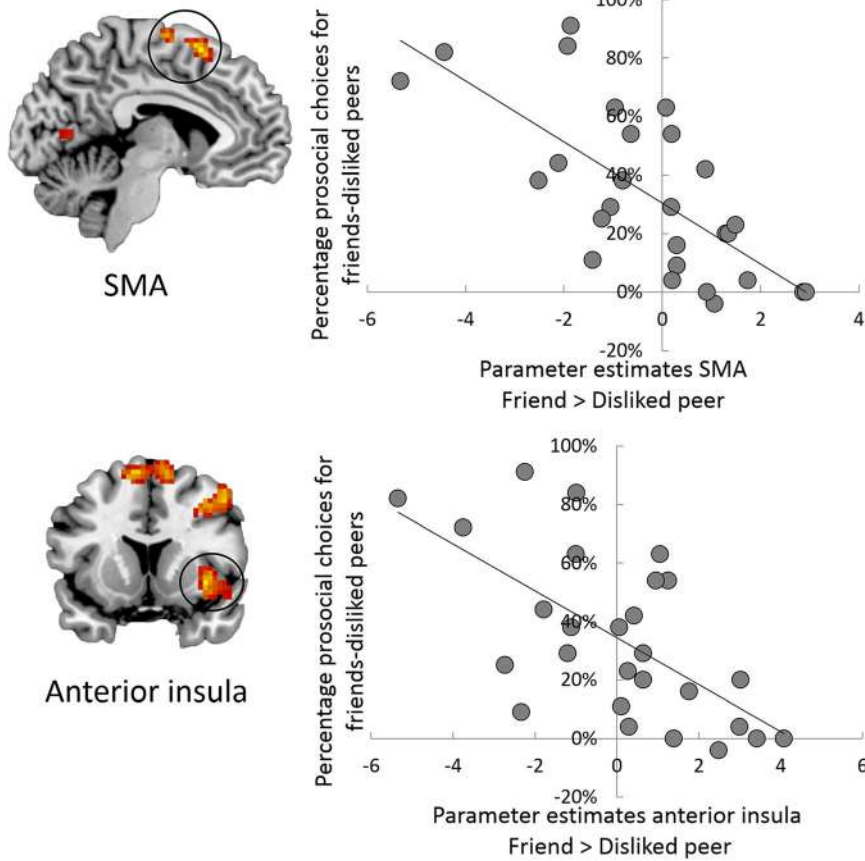 SMA
Percentage prosocial choices for
friends-disliked peers
100%
80%
60%
40%
20%
0%
-20%
-6
-4
-2
0
2
4
Parameter estimates SMA
Friend > Disliked peer
Anterior insula
Percentage prosocial choices for
friends-disliked peers
100%
80%
60%
40%
20%
0%
-20%
-6
-4
-2
0
2
4
6
Parameter estimates anterior insula
Friend > Disliked peer